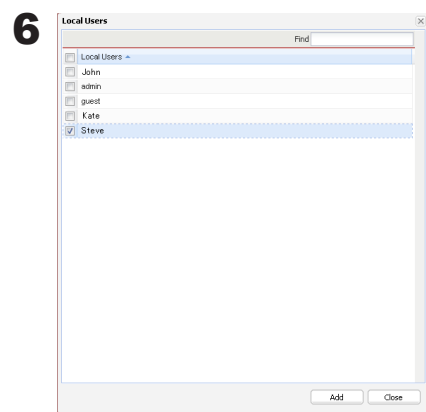 6
Local Users
Find
Local Users
John
admin
guest
Kate
Steve
Add Close